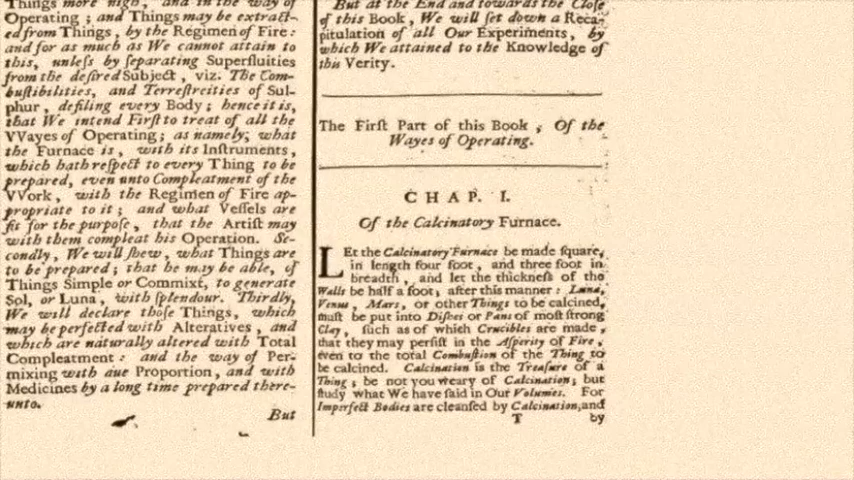 Things more nigh, and in the way of
Operating ; and Things may be extract-
ed from Things, by the Regimen of Fire :
and for as much as We cannot attain to
this, unleſs by ſeparating Superfluities
from the deſired Subject , viz. The Com-
buſtibilities, and Terreſtreities of Sul-
phur , defiling every Body ; hence it is,
that We intend Firſt to treat of all the
VVayes of Operating ; as namely, what
the Furnace is , with its Inſtruments,
which hath reſpect to every Thing to be
prepared, even unto Compleatment of the
VVork , with the Regimen of Fire ap-
propriate to it ; and what Veſſels are
fit for the purpoſe , that the Artiſt may
with them compleat his Operation. Se-
condly, We will ſhew, what Things are
to be prepared ; that he may be able, of
Things Simple or Commixt, to generate
Sol, or Luna , with ſplendour. Thirdly,
We will declare thoſe Things, which
may be perfected with Alteratives , and
which are naturally altered with Total
Compleatment : and the way of Per-
mixing with due Proportion , and with
Medicines by a long time prepared there-
unto.
But
But at the End and towards the Cloſe
of this Book , We will ſet down a Reca-
pitulation of all Our Experiments , by
which We attained to the Knowledge of
this Verity.
The Firſt Part of this Book , Of the
Wayes of Operating.
CHAP. I.
Of the Calcinatory Furnace.
LEt the Calcinatory Furnace be made ſquare,
in length four foot , and three foot in
breadth , and let the thickneſs of the
Walls be half a foot ; after this manner : Luna,
Venus , Mars, or other Things to be calcined,
muſt be put into Diſhes or Pans of moſt ſtrong
Clay , ſuch as of which Crucibles are made ,
that they may perſiſt in the Aſperity of Fire ,
even to the total Combuſtion of the Thing to
be calcined. Calcination is the Treaſure of a
Thing ; be not you weary of Calcination ; but
ſtudy what We have ſaid in Our Volumes. For
Imperfect Bodies are cleanſed by Calcination,and
T by